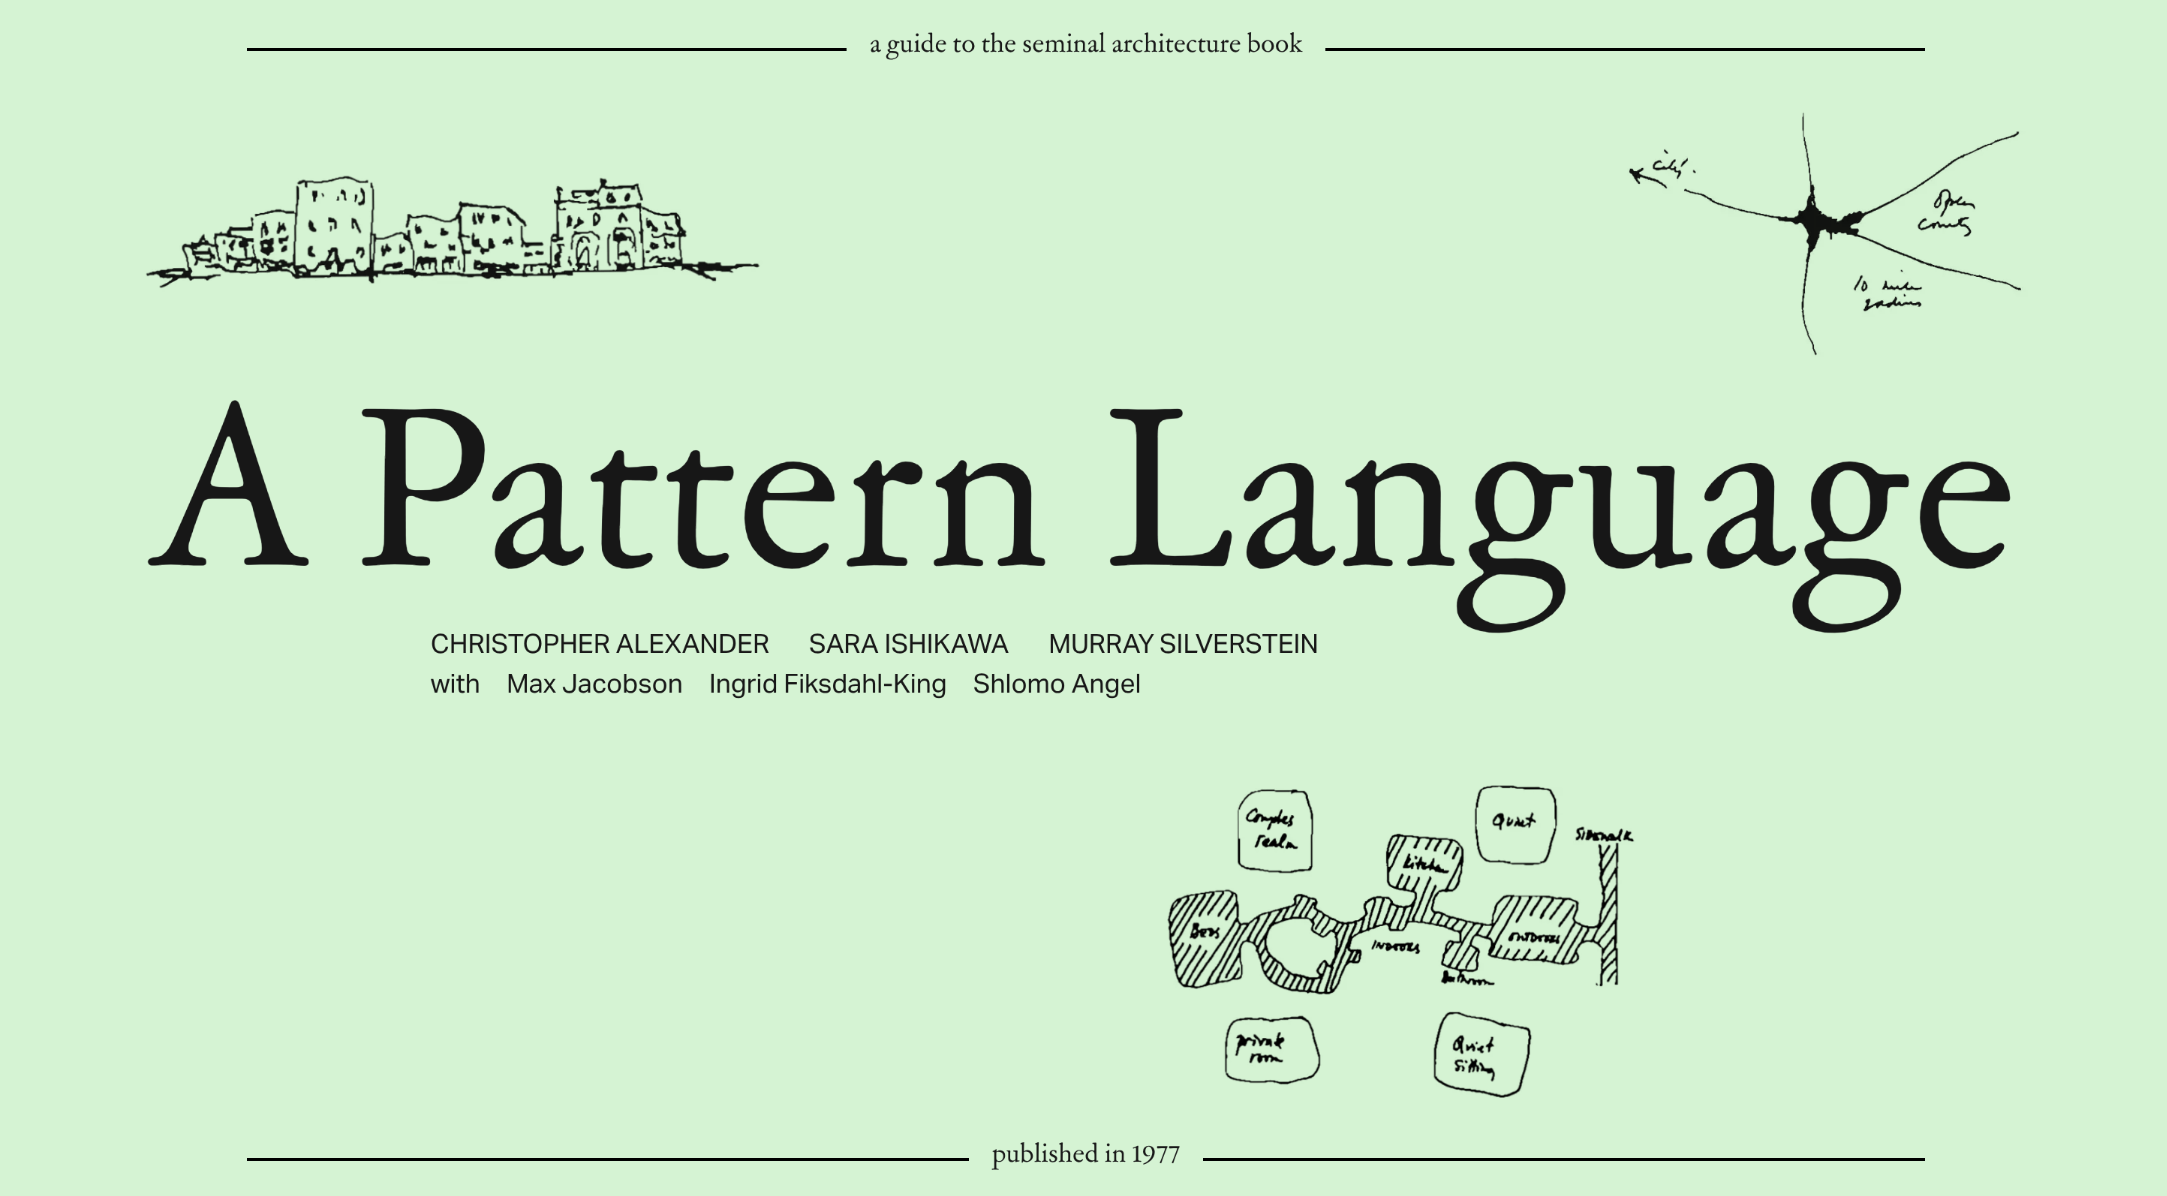 a guide to the seminal architecture book
city.
open
county
10 mile
radius
A Pattern Language
CHRISTOPHER ALEXANDER SARA ISHIKAWA MURRAY SILVERSTEIN
with Max Jacobson Ingrid Fiksdahl-King Shlomo Angel
Couples
realm
Quiet
SIDEWALK
kitchen
BEDS
INDOORS
OUTDOORS
Bathroom
private
room
Quiet
Sitting
published in 1977